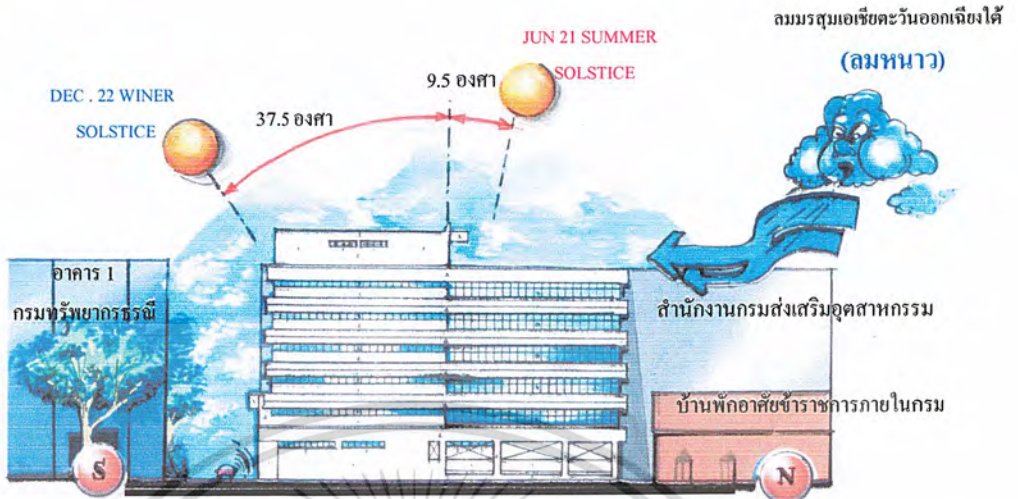 ลมมรสุมเอเชียตะวันออกเฉียงใต้
(ลมหนาว)
JUN 21 SUMMER
SOLSTICE
9.5 องศา
37.5 องศา
DEC . 22 WINER
SOLSTICE
อาคาร 1
กรมทรัพยากรธรณี
สำนักงานกรมส่งเสริมอุตสาหกรรม
บ้านพักอาศัยข้าราชการภายในกรม
S
N